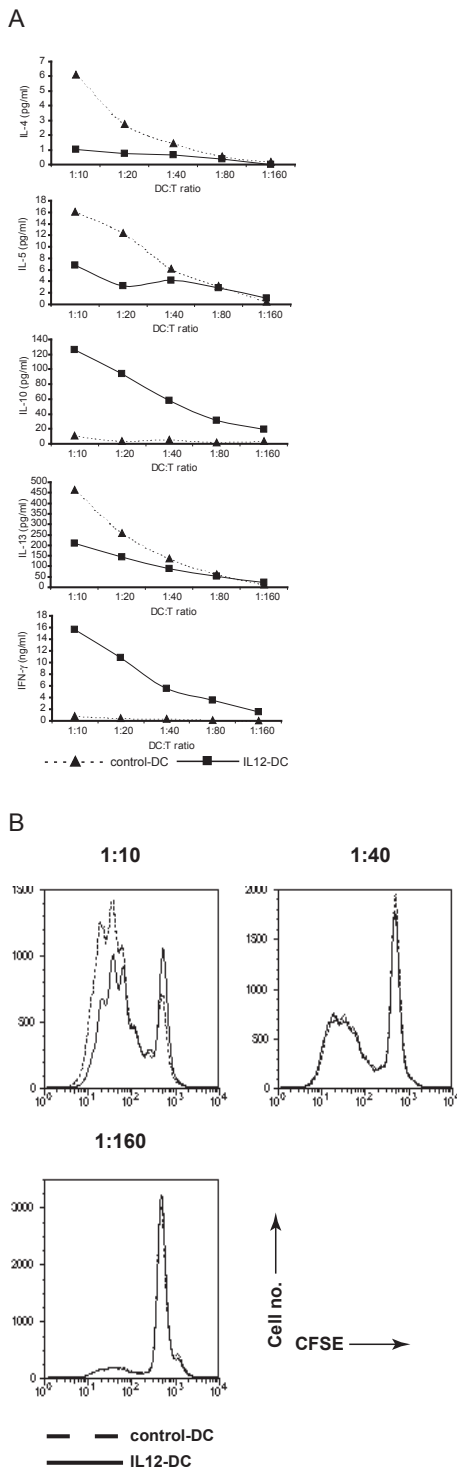 A
IL-4 (pg/ml)
7
6
5
4
3
2
1
0
1:10 1:20 1:40 1:80 1:160
DC:T ratio
IL-5 (pg/ml)
18
16
14
12
10
8
6
4
2
0
1:10 1:20 1:40 1:80 1:160
DC:T ratio
IL-10 (pg/ml)
140
120
100
80
60
40
20
0
1:10 1:20 1:40 1:80 1:160
DC:T ratio
IL-13 (pg/ml)
500
450
400
350
300
250
200
150
100
50
0
1:10 1:20 1:40 1:80 1:160
DC:T ratio
IFN-γ (ng/ml)
18
16
14
12
10
8
6
4
2
0
1:10 1:20 1:40 1:80 1:160
DC:T ratio
control-DC IL12-DC
B
1:10 1:40
1500
1000
500
0
10⁰ 10¹ 10² 10³ 10⁴
2000
1500
1000
500
0
10⁰ 10¹ 10² 10³ 10⁴
1:160
3000
2000
1000
0
10⁰ 10¹ 10² 10³ 10⁴
Cell no.
CFSE
control-DC
IL12-DC